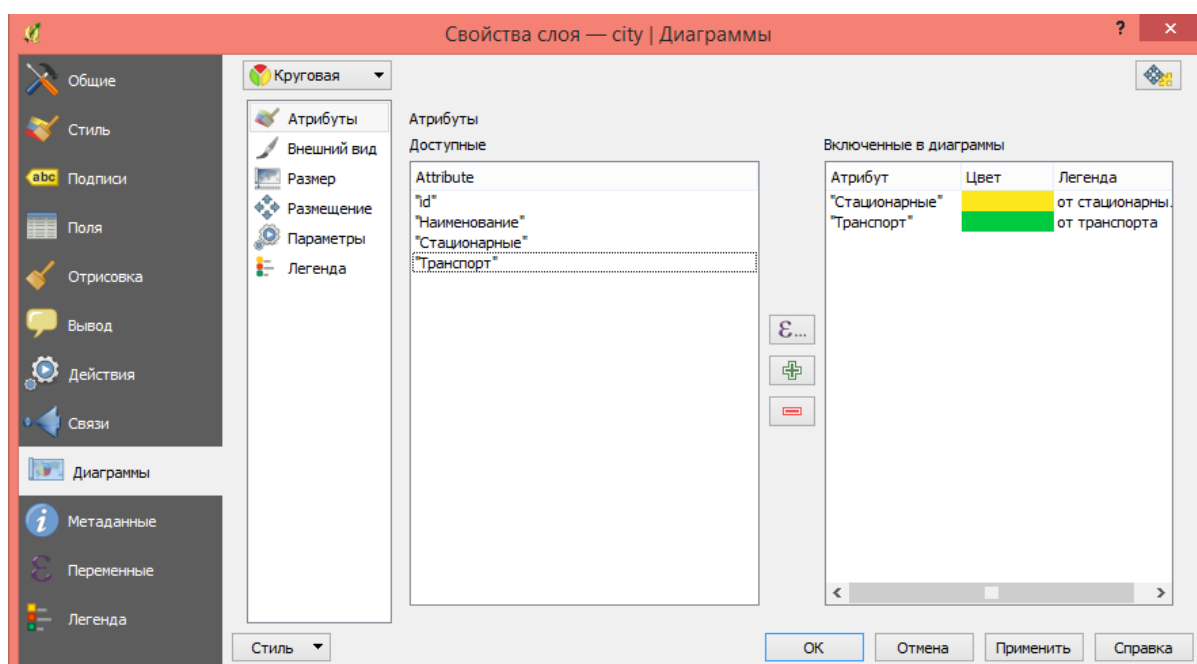 Свойства слоя — city | Диаграммы
?
×
Общие
Стиль
abc Подписи
Поля
Отрисовка
Вывод
Действия
Связи
Диаграммы
Метаданные
Переменные
Легенда
Круговая
Атрибуты
Внешний вид
Размер
Размещение
Параметры
Легенда
Атрибуты
Доступные
Attribute
"id"
"Наименование"
"Стационарные"
"Транспорт"
ε...
Включенные в диаграммы
Атрибут Цвет Легенда
"Стационарные" от стационарны.
"Транспорт" от транспорта
Стиль
ОК
Отмена
Применить
Справка